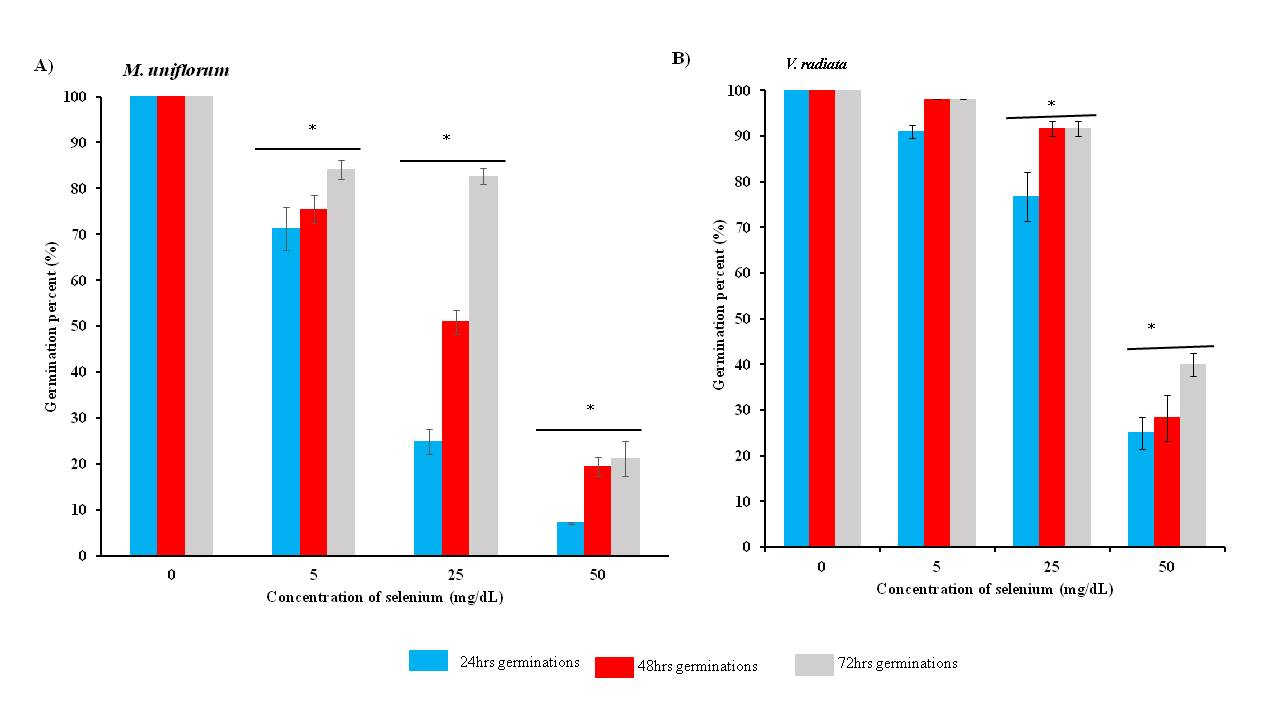 A)
M. uniflorum
Germination percent (%)
100
90
80
70
60
50
40
30
20
10
0
*
*
*
0 5 25 50
Concentration of selenium (mg/dL)
B)
V. radiata
Germination percent (%)
100
90
80
70
60
50
40
30
20
10
0
*
*
0 5 25 50
Concentration of selenium (mg/dL)
24hrs germinations 48hrs germinations 72hrs germinations